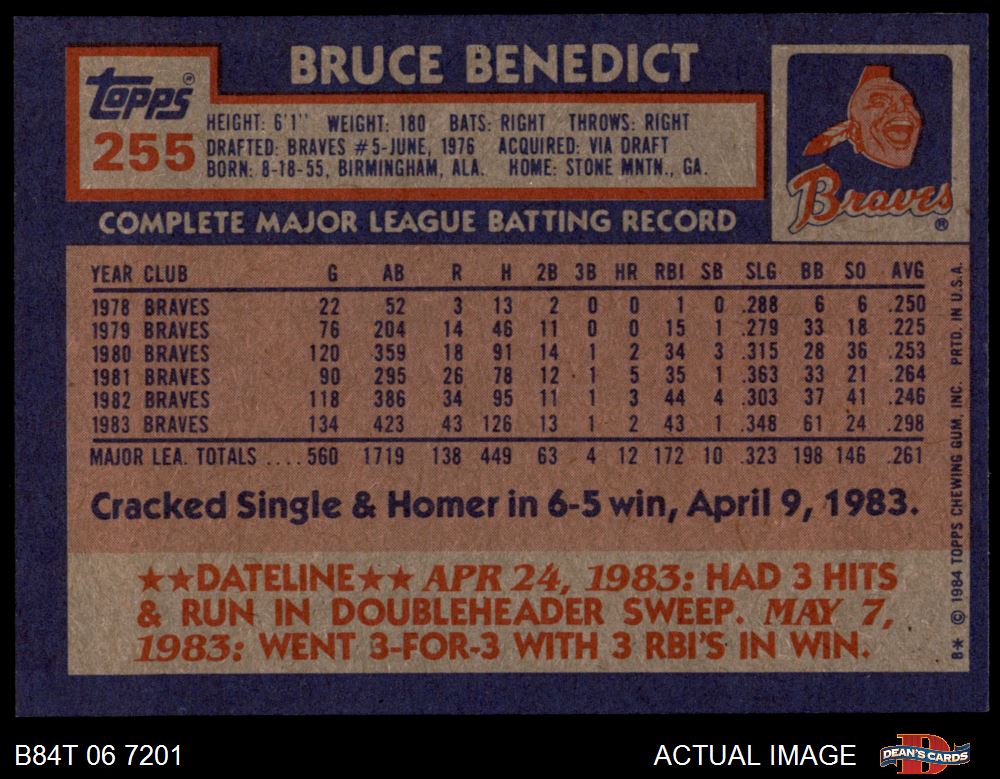 BRUCE BENEDICT
Topps®
255
HEIGHT: 6'1" WEIGHT: 180 BATS: RIGHT THROWS: RIGHT
DRAFTED: BRAVES #5-JUNE, 1976 ACQUIRED: VIA DRAFT
BORN: 8-18-55, BIRMINGHAM, ALA. HOME: STONE MNTN., GA.
Braves®
COMPLETE MAJOR LEAGUE BATTING RECORD
YEAR CLUB G AB R H 2B 3B HR RBI SB SLG BB SO AVG
1978 BRAVES 22 52 3 13 2 0 0 1 0 .288 6 6 .250
1979 BRAVES 76 204 14 46 11 0 0 15 1 .279 33 18 .225
1980 BRAVES 120 359 18 91 14 1 2 34 3 .315 28 36 .253
1981 BRAVES 90 295 26 78 12 1 5 35 1 .363 33 21 .264
1982 BRAVES 118 386 34 95 11 1 3 44 4 .303 37 41 .246
1983 BRAVES 134 423 43 126 13 1 2 43 1 .348 61 24 .298
MAJOR LEA. TOTALS ....560 1719 138 449 63 4 12 172 10 .323 198 146 .261
Cracked Single & Homer in 6-5 win, April 9, 1983.
★★DATELINE★★ APR 24, 1983: HAD 3 HITS
& RUN IN DOUBLEHEADER SWEEP. MAY 7,
1983: WENT 3-FOR-3 WITH 3 RBI'S IN WIN.
B* © 1984 TOPPS CHEWING GUM, INC. PRTD. IN U.S.A.
B84T 06 7201
ACTUAL IMAGE
DEAN'S CARDS